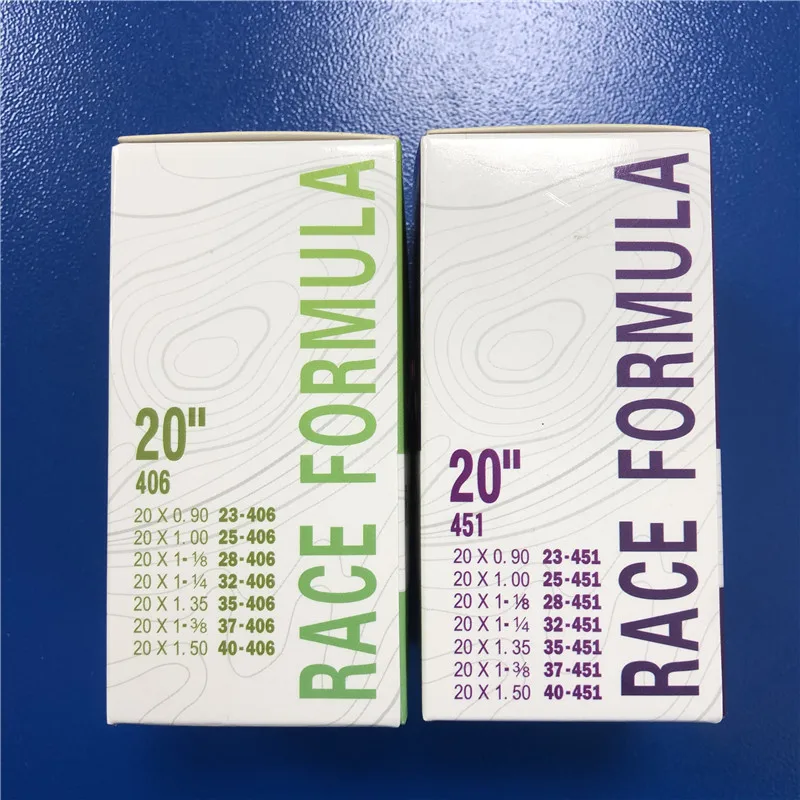 20"
406
20 X 0.90 23-406
20 X 1.00 25-406
20 X 1-⅛ 28-406
20 X 1-¼ 32-406
20 X 1.35 35-406
20 X 1-⅜ 37-406
20 X 1.50 40-406
RACE FORMULA
20"
451
20 X 0.90 23-451
20 X 1.00 25-451
20 X 1-⅛ 28-451
20 X 1-¼ 32-451
20 X 1.35 35-451
20 X 1-⅜ 37-451
20 X 1.50 40-451
RACE FORMULA